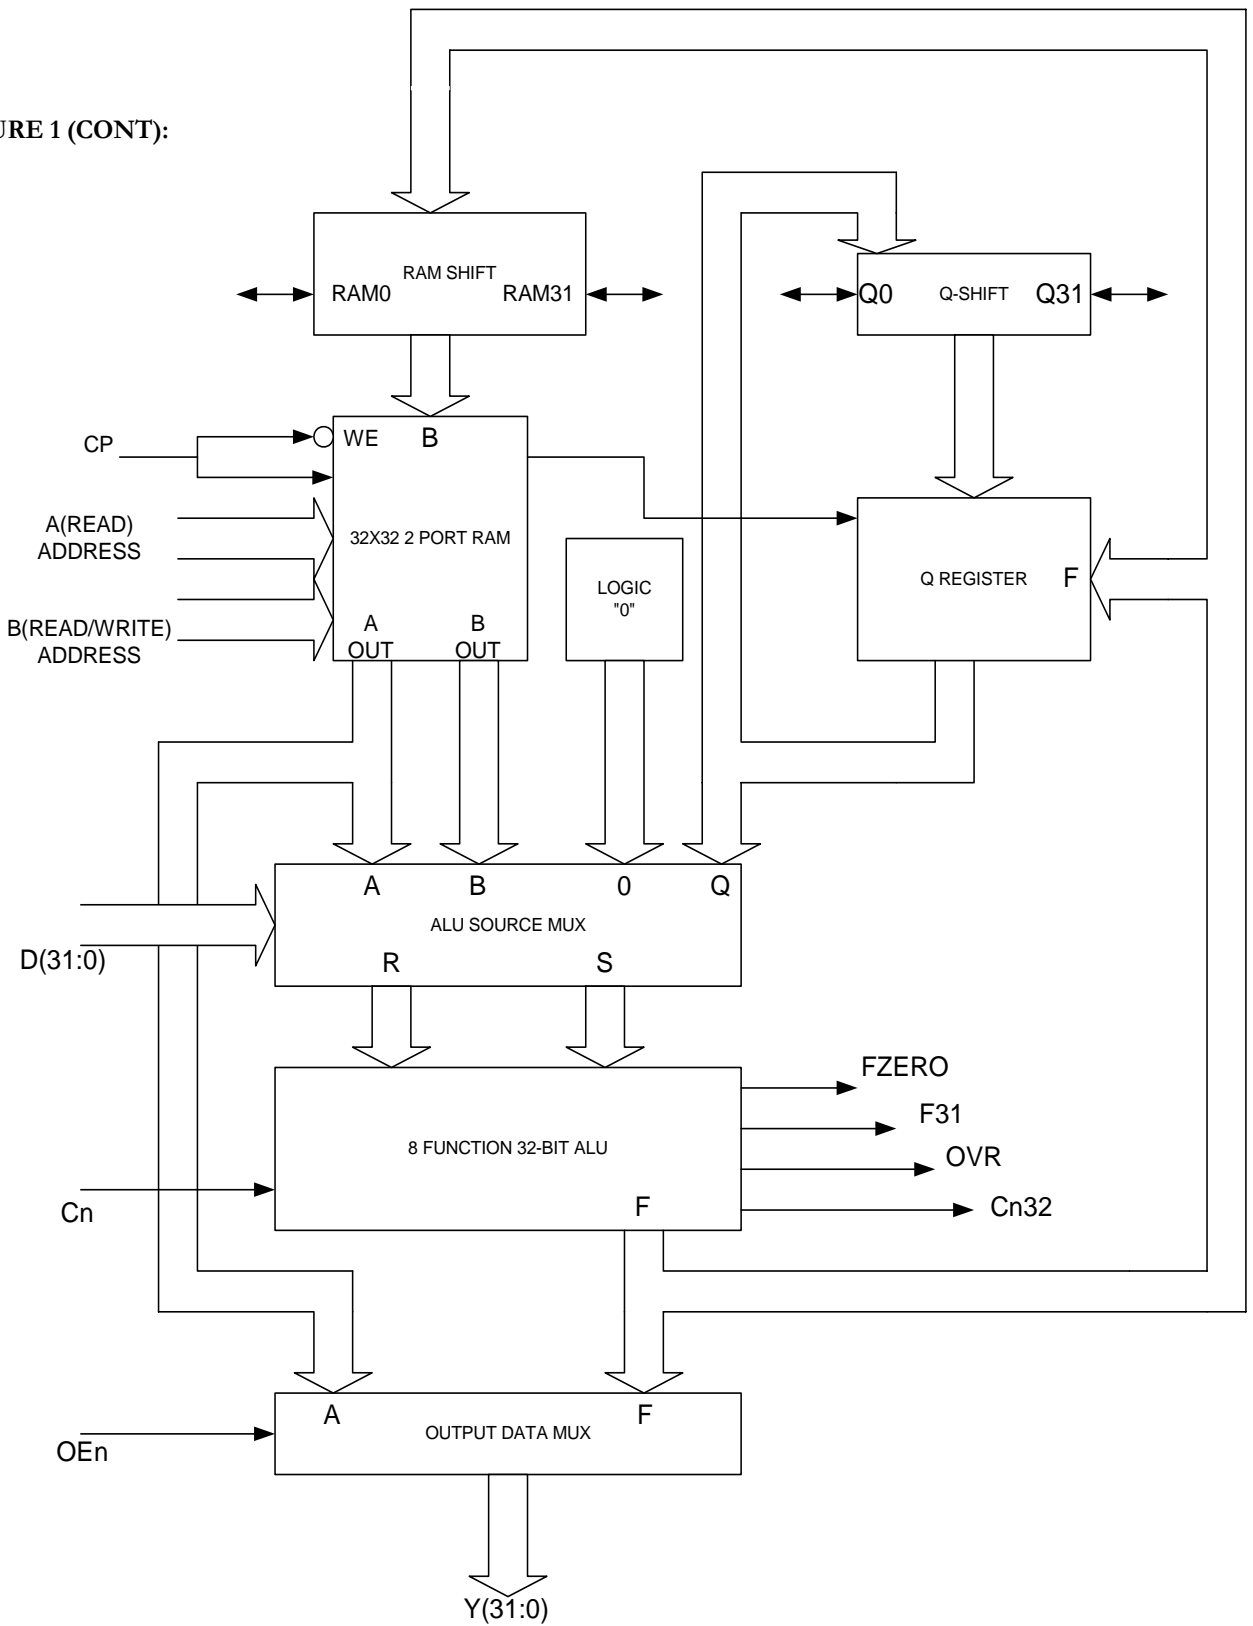 URE 1 (CONT):
RAM SHIFT
RAM0
RAM31
Q0
Q-SHIFT
Q31
CP
WE
B
A(READ)
ADDRESS
32X32 2 PORT RAM
LOGIC
"0"
Q REGISTER
F
B(READ/WRITE)
ADDRESS
A
OUT
B
OUT
A
B
0
Q
ALU SOURCE MUX
D(31:0)
R
S
FZERO
F31
8 FUNCTION 32-BIT ALU
OVR
Cn
F
Cn32
A
F
OUTPUT DATA MUX
OEn
Y(31:0)